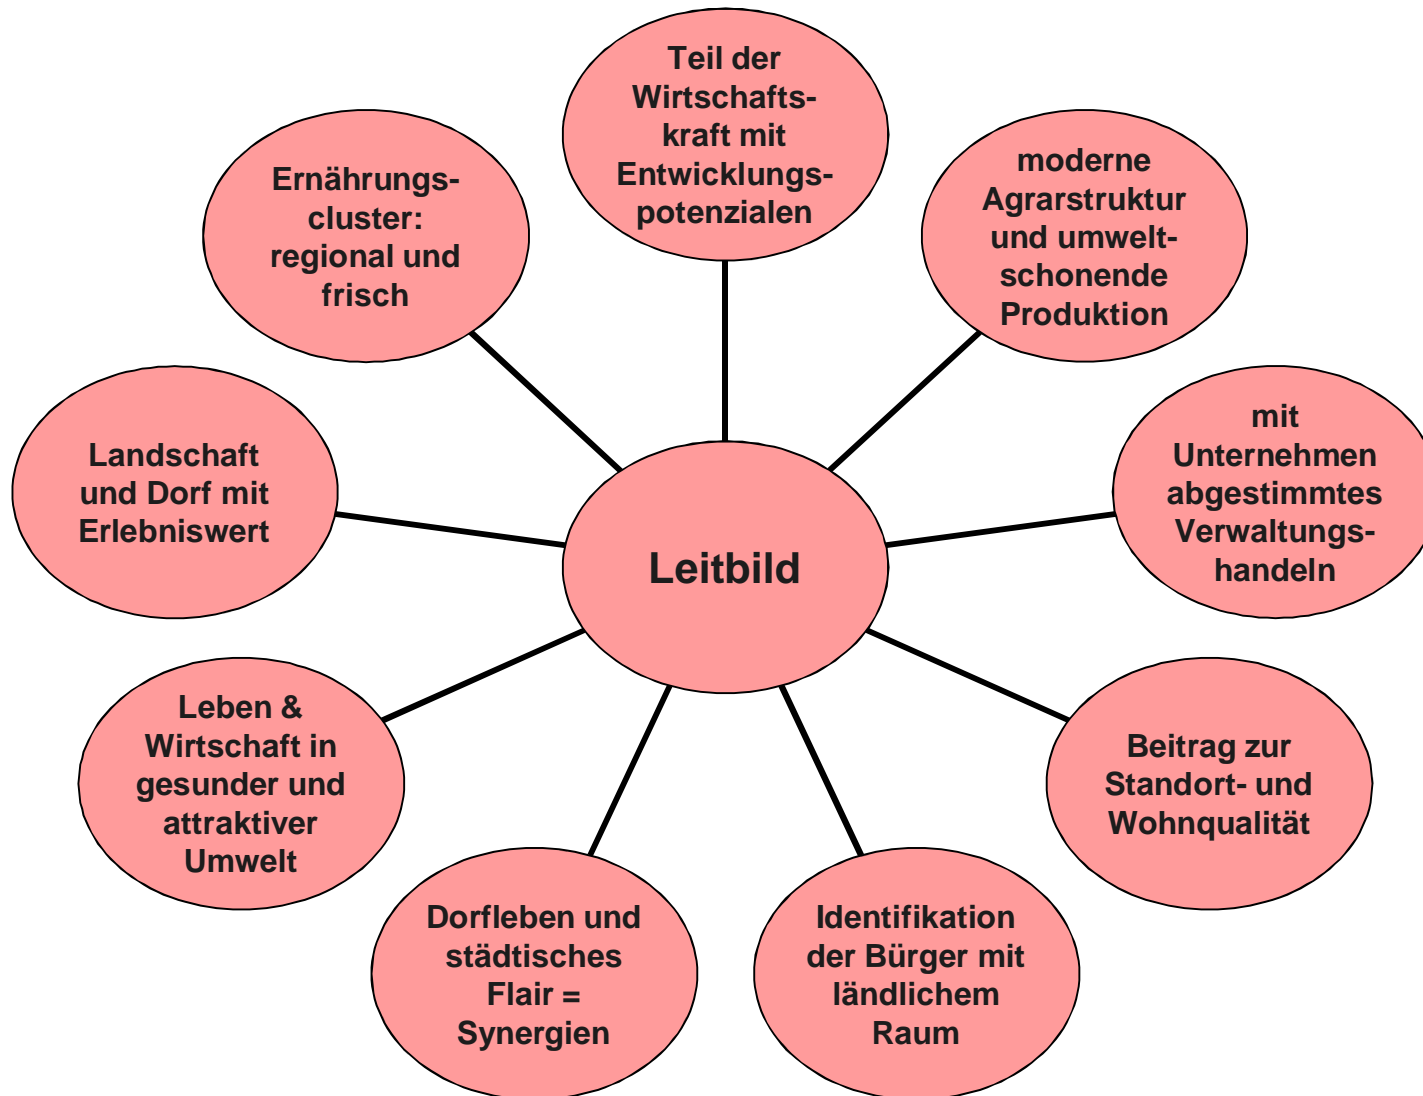 Teil der
Wirtschafts-
kraft mit
Entwicklungs-
potenzialen
moderne
Agrarstruktur
und umwelt-
schonende
Produktion
mit
Unternehmen
abgestimmtes
Verwaltungs-
handeln
Beitrag zur
Standort- und
Wohnqualität
Identifikation
der Bürger mit
ländlichem
Raum
Dorfleben und
städtisches
Flair =
Synergien
Leben &
Wirtschaft in
gesunder und
attraktiver
Umwelt
Landschaft
und Dorf mit
Erlebniswert
Ernährungs-
cluster:
regional und
frisch
Leitbild